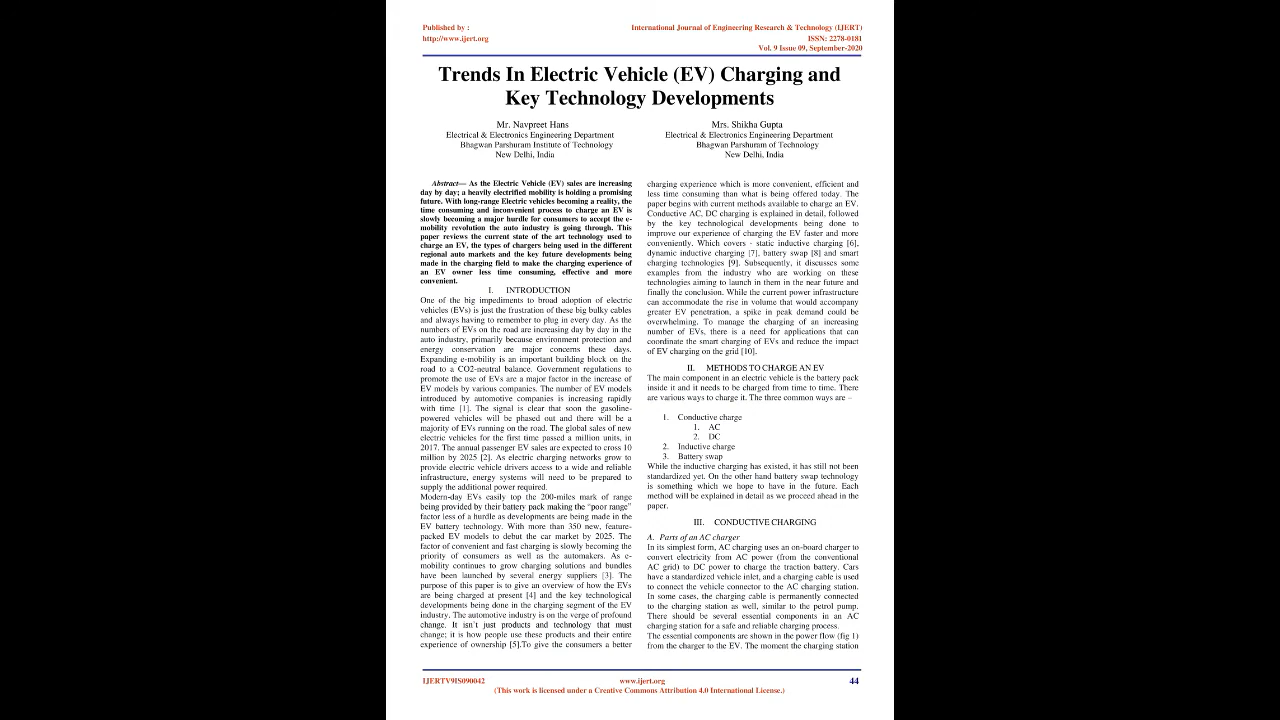 Published by :
http://www.ijert.org
International Journal of Engineering Research & Technology (IJERT)
ISSN: 2278-0181
Vol. 9 Issue 09, September-2020
Trends In Electric Vehicle (EV) Charging and
Key Technology Developments
Mr. Navpreet Hans
Electrical & Electronics Engineering Department
Bhagwan Parshuram Institute of Technology
New Delhi, India
Mrs. Shikha Gupta
Electrical & Electronics Engineering Department
Bhagwan Parshuram of Technology
New Delhi, India
Abstract— As the Electric Vehicle (EV) sales are increasing
day by day; a heavily electrified mobility is holding a promising
future. With long-range Electric vehicles becoming a reality, the
time consuming and inconvenient process to charge an EV is
slowly becoming a major hurdle for consumers to accept the e-
mobility revolution the auto industry is going through. This
paper reviews the current state of the art technology used to
charge an EV, the types of chargers being used in the different
regional auto markets and the key future developments being
made in the charging field to make the charging experience of
an EV owner less time consuming, effective and more
convenient.
I. INTRODUCTION
One of the big impediments to broad adoption of electric
vehicles (EVs) is just the frustration of these big bulky cables
and always having to remember to plug in every day. As the
numbers of EVs on the road are increasing day by day in the
auto industry, primarily because environment protection and
energy conservation are major concerns these days.
Expanding e-mobility is an important building block on the
road to a CO2-neutral balance. Government regulations to
promote the use of EVs are a major factor in the increase of
EV models by various companies. The number of EV models
introduced by automotive companies is increasing rapidly
with time [1]. The signal is clear that soon the gasoline-
powered vehicles will be phased out and there will be a
majority of EVs running on the road. The global sales of new
electric vehicles for the first time passed a million units, in
2017. The annual passenger EV sales are expected to cross 10
million by 2025 [2]. As electric charging networks grow to
provide electric vehicle drivers access to a wide and reliable
infrastructure, energy systems will need to be prepared to
supply the additional power required.
Modern-day EVs easily top the 200-miles mark of range
being provided by their battery pack making the "poor range"
factor less of a hurdle as developments are being made in the
EV battery technology. With more than 350 new, feature-
packed EV models to debut the car market by 2025. The
factor of convenient and fast charging is slowly becoming the
priority of consumers as well as the automakers. As e-
mobility continues to grow charging solutions and bundles
have been launched by several energy suppliers [3]. The
purpose of this paper is to give an overview of how the EVs
are being charged at present [4] and the key technological
developments being done in the charging segment of the EV
industry. The automotive industry is on the verge of profound
change. It isn't just products and technology that must
change; it is how people use these products and their entire
experience of ownership [5].To give the consumers a better
charging experience which is more convenient, efficient and
less time consuming than what is being offered today. The
paper begins with current methods available to charge an EV.
Conductive AC, DC charging is explained in detail, followed
by the key technological developments being done to
improve our experience of charging the EV faster and more
conveniently. Which covers - static inductive charging [6],
dynamic inductive charging [7], battery swap [8] and smart
charging technologies [9]. Subsequently, it discusses some
examples from the industry who are working on these
technologies aiming to launch in them in the near future and
finally the conclusion. While the current power infrastructure
can accommodate the rise in volume that would accompany
greater EV penetration, a spike in peak demand could be
overwhelming. To manage the charging of an increasing
number of EVs, there is a need for applications that can
coordinate the smart charging of EVs and reduce the impact
of EV charging on the grid [10].
II. METHODS TO CHARGE AN EV
The main component in an electric vehicle is the battery pack
inside it and it needs to be charged from time to time. There
are various ways to charge it. The three common ways are –
1. Conductive charge
1. AC
2. DC
2. Inductive charge
3. Battery swap
While the inductive charging has existed, it has still not been
standardized yet. On the other hand battery swap technology
is something which we hope to have in the future. Each
method will be explained in detail as we proceed ahead in the
paper.
III. CONDUCTIVE CHARGING
A. Parts of an AC charger
In its simplest form, AC charging uses an on-board charger to
convert electricity from AC power (from the conventional
AC grid) to DC power to charge the traction battery. Cars
have a standardized vehicle inlet, and a charging cable is used
to connect the vehicle connector to the AC charging station.
In some cases, the charging cable is permanently connected
to the charging station as well, similar to the petrol pump.
There should be several essential components in an AC
charging station for a safe and reliable charging process.
The essential components are shown in the power flow (fig 1)
from the charger to the EV. The moment the charging station
IJERTV9IS090042
www.ijert.org
44
(This work is licensed under a Creative Commons Attribution 4.0 International License.)